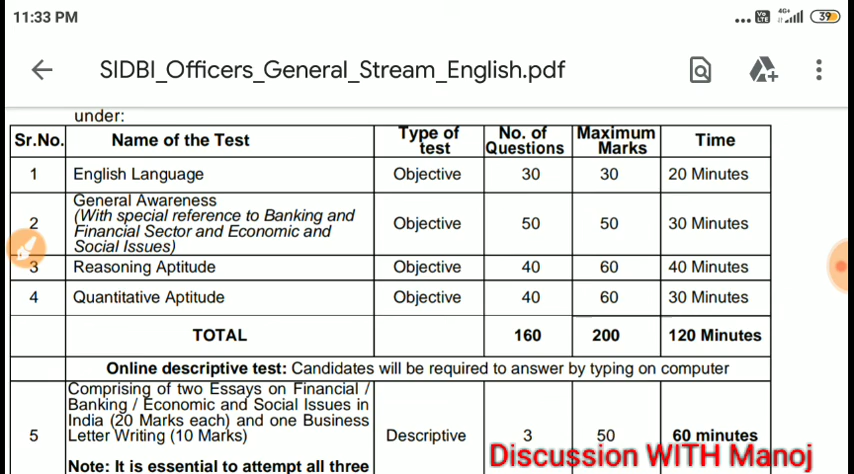 11:33 PM
... Vo LTE 4G+ 39
SIDBI_Officers_General_Stream_English.pdf
under:
Sr.No. Name of the Test Type of test No. of Questions Maximum Marks Time
1 English Language Objective 30 30 20 Minutes
2 General Awareness (With special reference to Banking and Financial Sector and Economic and Social Issues) Objective 50 50 30 Minutes
3 Reasoning Aptitude Objective 40 60 40 Minutes
4 Quantitative Aptitude Objective 40 60 30 Minutes
TOTAL 160 200 120 Minutes
Online descriptive test: Candidates will be required to answer by typing on computer
5 Comprising of two Essays on Financial / Banking / Economic and Social Issues in India (20 Marks each) and one Business Letter Writing (10 Marks) Descriptive 3 50 60 minutes
Note: It is essential to attempt all three
Discussion WITH Manoj